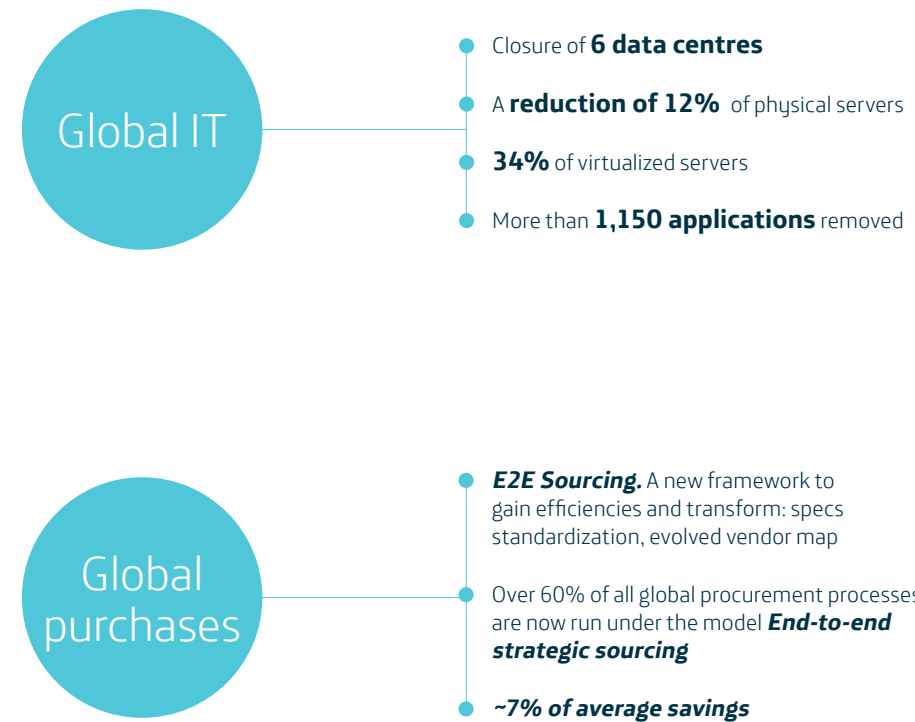 Global IT
Closure of 6 data centres
A reduction of 12% of physical servers
34% of virtualized servers
More than 1,150 applications removed
Global
purchases
E2E Sourcing. A new framework to
gain efficiencies and transform: specs
standardization, evolved vendor map
Over 60% of all global procurement processes
are now run under the model End-to-end
strategic sourcing
~7% of average savings